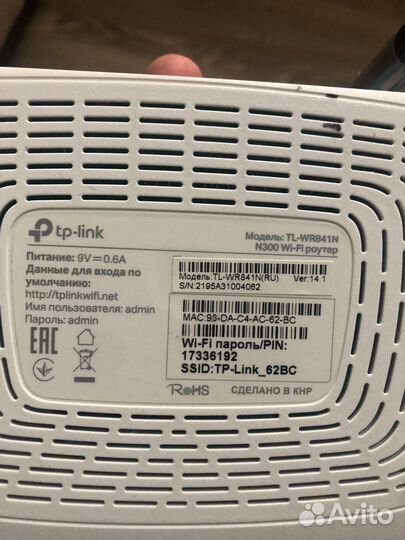 tp-link
Модель: TL-WR841N
N300 Wi-Fi роутер
Питание: 9V⎓0.6A
Данные для входа по
умолчанию:
http://tplinkwifi.net
Имя пользователя: admin
Пароль: admin
Модель: TL-WR841N(RU) Ver:14.1
S/N:2195A31004062
MAC:99-DA-C4-AC-62-BC
Wi-Fi пароль/PIN:
17336192
SSID:TP-Link_62BC
EAC
RoHS
СДЕЛАНО В КНР
Avito